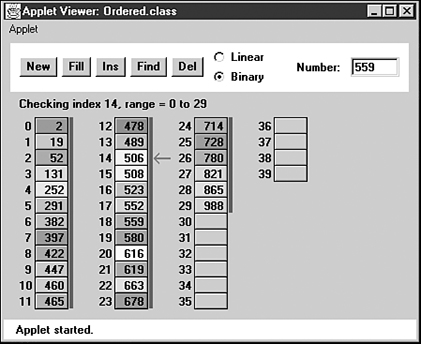 Applet Viewer: Ordered.class
Applet
New Fill Ins Find Del Linear Binary Number: 559
Checking index 14, range = 0 to 29
0 2 12 478 24 714 36
1 19 13 489 25 728 37
2 52 14 506 26 780 38
3 131 15 508 27 821 39
4 252 16 523 28 865
5 291 17 552 29 988
6 382 18 559 30
7 397 19 580 31
8 422 20 616 32
9 447 21 619 33
10 460 22 663 34
11 465 23 678 35
Applet started.